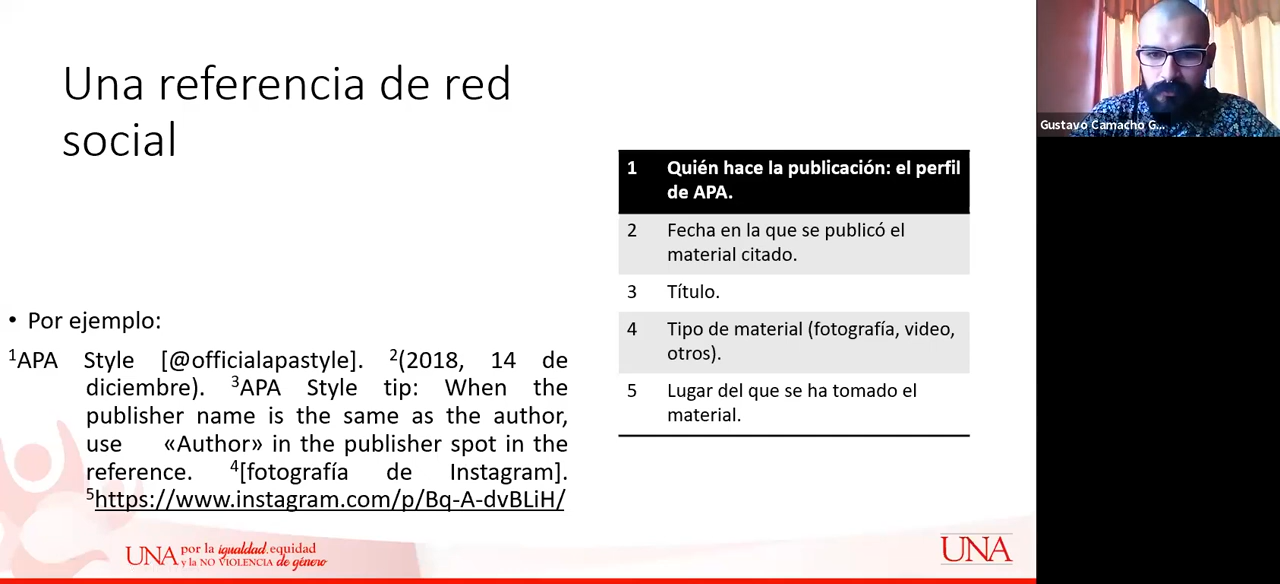 Una referencia de red
social
• Por ejemplo:
¹APA Style [@officialapastyle]. ²(2018, 14 de
diciembre). ³APA Style tip: When the
publisher name is the same as the author,
use «Author» in the publisher spot in the
reference. ⁴[fotografía de Instagram].
⁵https://www.instagram.com/p/Bq-A-dvBLiH/
1 Quién hace la publicación: el perfil
de APA.
2 Fecha en la que se publicó el
material citado.
3 Título.
4 Tipo de material (fotografía, video,
otros).
5 Lugar del que se ha tomado el
material.
UNA por la igualdad, equidad
y la NO VIOLENCIA de género
UNA
Gustavo Camacho G...